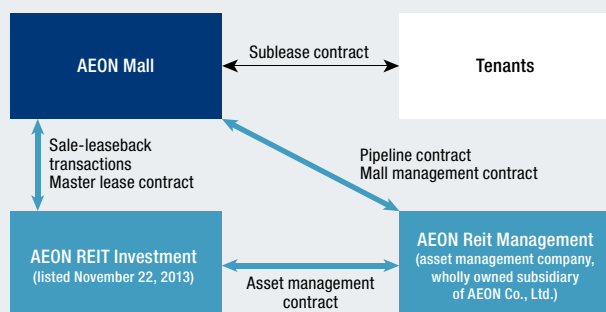 AEON Mall
Sublease contract
Tenants
Sale-leaseback
transactions
Master lease contract
Pipeline contract
Mall management contract
AEON REIT Investment
(listed November 22, 2013)
Asset management
contract
AEON Reit Management
(asset management company,
wholly owned subsidiary
of AEON Co., Ltd.)